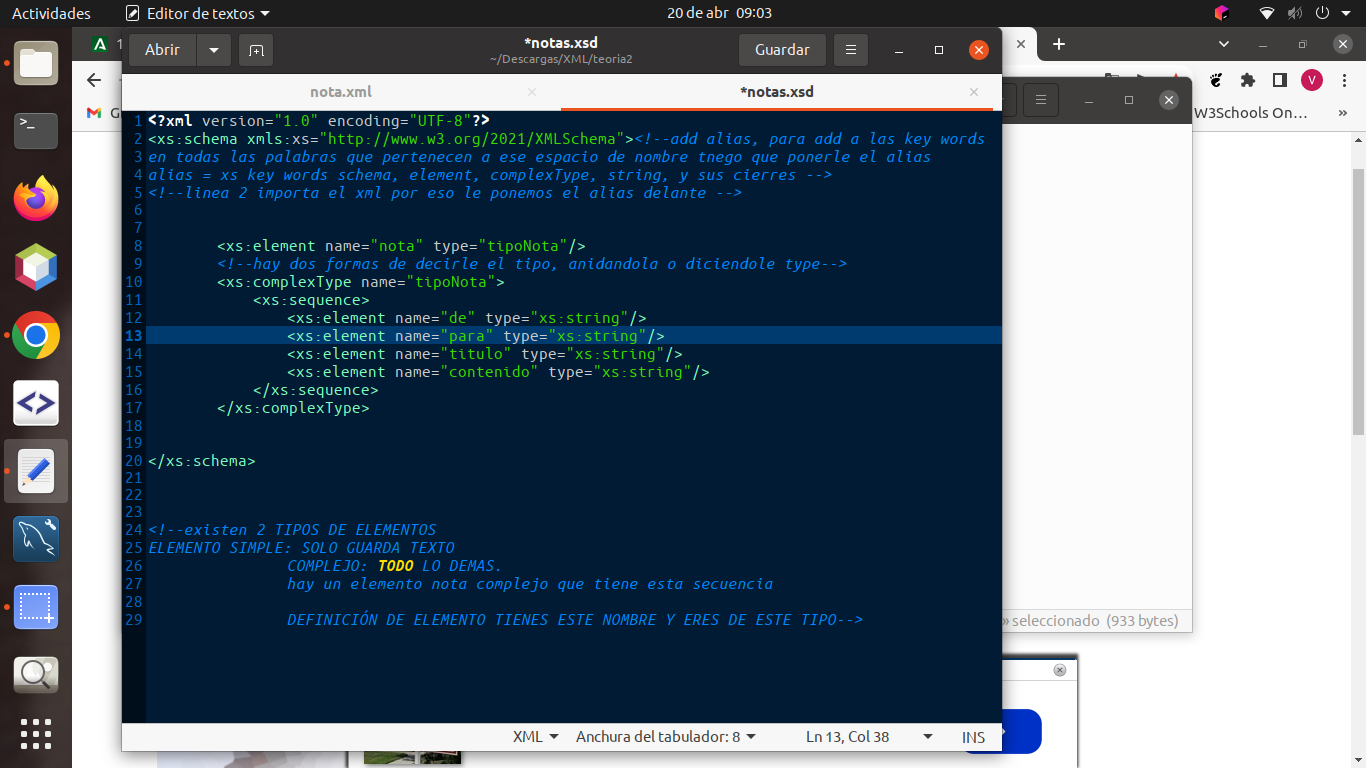 Actividades
Editor de textos
20 de abr 09:03
Abrir
*notas.xsd
~/Descargas/XML/teoria2
Guardar
nota.xml
*notas.xsd
V
W3Schools On…
1 <?xml version="1.0" encoding="UTF-8"?>
2 <xs:schema xmls:xs="http://www.w3.org/2021/XMLSchema"><!--add alias, para add a las key words
3 en todas las palabras que pertenecen a ese espacio de nombre tnego que ponerle el alias
4 alias = xs key words schema, element, complexType, string, y sus cierres -->
5 <!--linea 2 importa el xml por eso le ponemos el alias delante -->
6
7
8 <xs:element name="nota" type="tipoNota"/>
9 <!--hay dos formas de decirle el tipo, anidandola o diciendole type-->
10 <xs:complexType name="tipoNota">
11 <xs:sequence>
12 <xs:element name="de" type="xs:string"/>
13 <xs:element name="para" type="xs:string"/>
14 <xs:element name="titulo" type="xs:string"/>
15 <xs:element name="contenido" type="xs:string"/>
16 </xs:sequence>
17 </xs:complexType>
18
19
20 </xs:schema>
21
22
23
24 <!--existen 2 TIPOS DE ELEMENTOS
25 ELEMENTO SIMPLE: SOLO GUARDA TEXTO
26 COMPLEJO: TODO LO DEMAS.
27 hay un elemento nota complejo que tiene esta secuencia
28
29 DEFINICIÓN DE ELEMENTO TIENES ESTE NOMBRE Y ERES DE ESTE TIPO-->
» seleccionado (933 bytes)
XML
Anchura del tabulador: 8
Ln 13, Col 38
INS